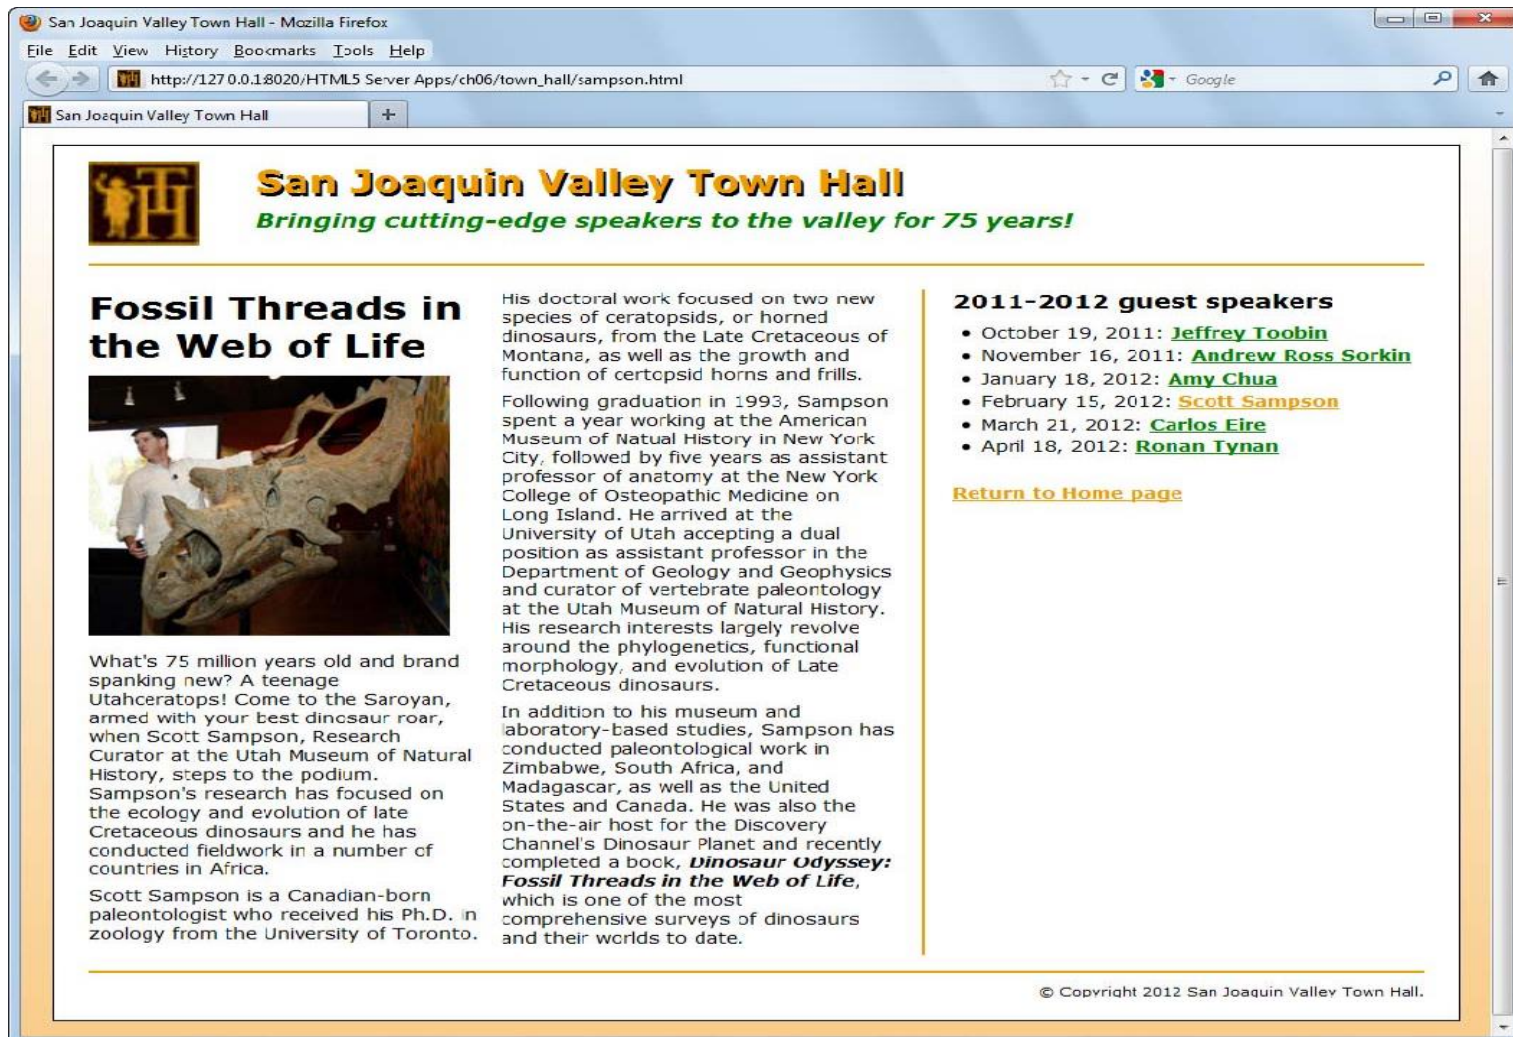 San Joaquin Valley Town Hall - Mozilla Firefox
File Edit View History Bookmarks Tools Help
http://127.0.0.1:8020/HTML5 Server Apps/ch06/town_hall/sampson.html
Google
San Joaquin Valley Town Hall
TH
San Joaquin Valley Town Hall
Bringing cutting-edge speakers to the valley for 75 years!
Fossil Threads in
the Web of Life
What's 75 million years old and brand
spanking new? A teenage
Utahceratops! Come to the Saroyan,
armed with your best dinosaur roar,
when Scott Sampson, Research
Curator at the Utah Museum of Natural
History, steps to the podium.
Sampson's research has focused on
the ecology and evolution of late
Cretaceous dinosaurs and he has
conducted fieldwork in a number of
countries in Africa.
Scott Sampson is a Canadian-born
paleontologist who received his Ph.D. in
zoology from the University of Toronto.
His doctoral work focused on two new
species of ceratopsids, or horned
dinosaurs, from the Late Cretaceous of
Montana, as well as the growth and
function of certopsid horns and frills.
Following graduation in 1993, Sampson
spent a year working at the American
Museum of Natual History in New York
City, followed by five years as assistant
professor of anatomy at the New York
College of Osteopathic Medicine on
Long Island. He arrived at the
University of Utah accepting a dual
position as assistant professor in the
Department of Geology and Geophysics
and curator of vertebrate paleontology
at the Utah Museum of Natural History.
His research interests largely revolve
around the phylogenetics, functional
morphology, and evolution of Late
Cretaceous dinosaurs.
In addition to his museum and
laboratory-based studies, Sampson has
conducted paleontological work in
Zimbabwe, South Africa, and
Madagascar, as well as the United
States and Canada. He was also the
on-the-air host for the Discovery
Channel's Dinosaur Planet and recently
completed a book, Dinosaur Odyssey:
Fossil Threads in the Web of Life,
which is one of the most
comprehensive surveys of dinosaurs
and their worlds to date.
2011-2012 guest speakers
• October 19, 2011: Jeffrey Toobin
• November 16, 2011: Andrew Ross Sorkin
• January 18, 2012: Amy Chua
• February 15, 2012: Scott Sampson
• March 21, 2012: Carlos Eire
• April 18, 2012: Ronan Tynan
Return to Home page
© Copyright 2012 San Joaquin Valley Town Hall.